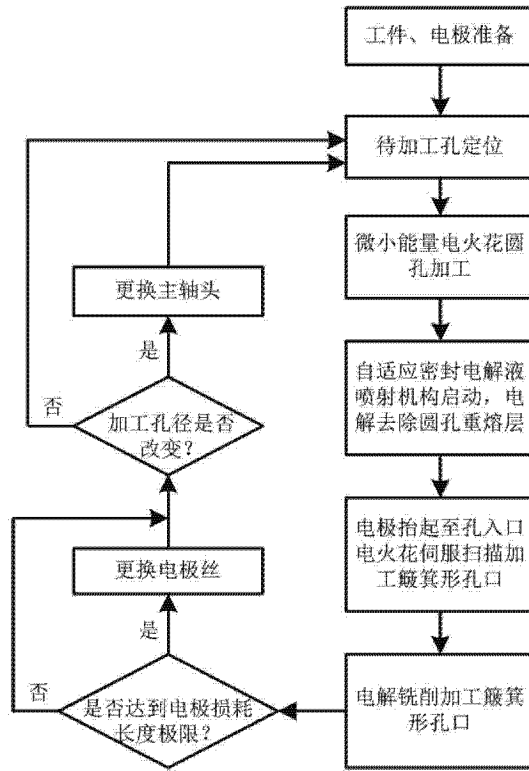 工件、电极准备
待加工孔定位
微小能量电火花圆
孔加工
自适应密封电解液
喷射机构启动，电
解去除圆孔重熔层
电极抬起至孔入口
电火花伺服扫描加
工簸箕形孔口
电解铣削加工簸箕
形孔口
是否达到电极损耗
长度极限？
是
否
更换电极丝
加工孔径是否
改变？
是
否
更换主轴头